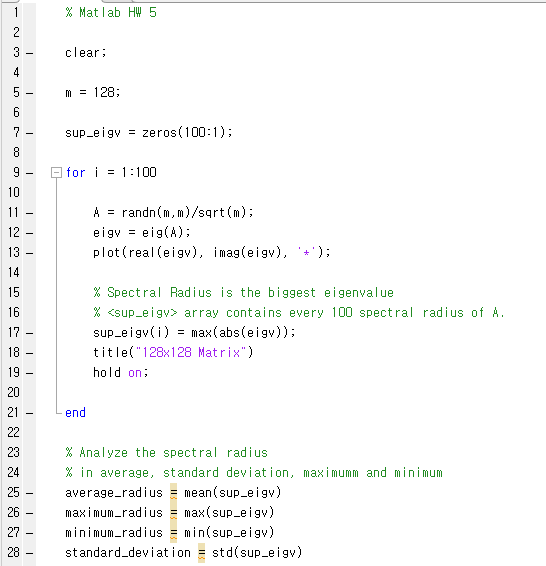 1 % Matlab HW 5
2
3 – clear;
4
5 – m = 128;
6
7 – sup_eigv = zeros(100:1);
8
9 – for i = 1:100
10
11 – A = randn(m,m)/sqrt(m);
12 – eigv = eig(A);
13 – plot(real(eigv), imag(eigv), '*');
14
15 % Spectral Radius is the biggest eigenvalue
16 % <sup_eigv> array contains every 100 spectral radius of A.
17 – sup_eigv(i) = max(abs(eigv));
18 – title("128x128 Matrix")
19 – hold on;
20
21 – end
22
23 % Analyze the spectral radius
24 % in average, standard deviation, maximumm and minimum
25 – average_radius = mean(sup_eigv)
26 – maximum_radius = max(sup_eigv)
27 – minimum_radius = min(sup_eigv)
28 – standard_deviation = std(sup_eigv)